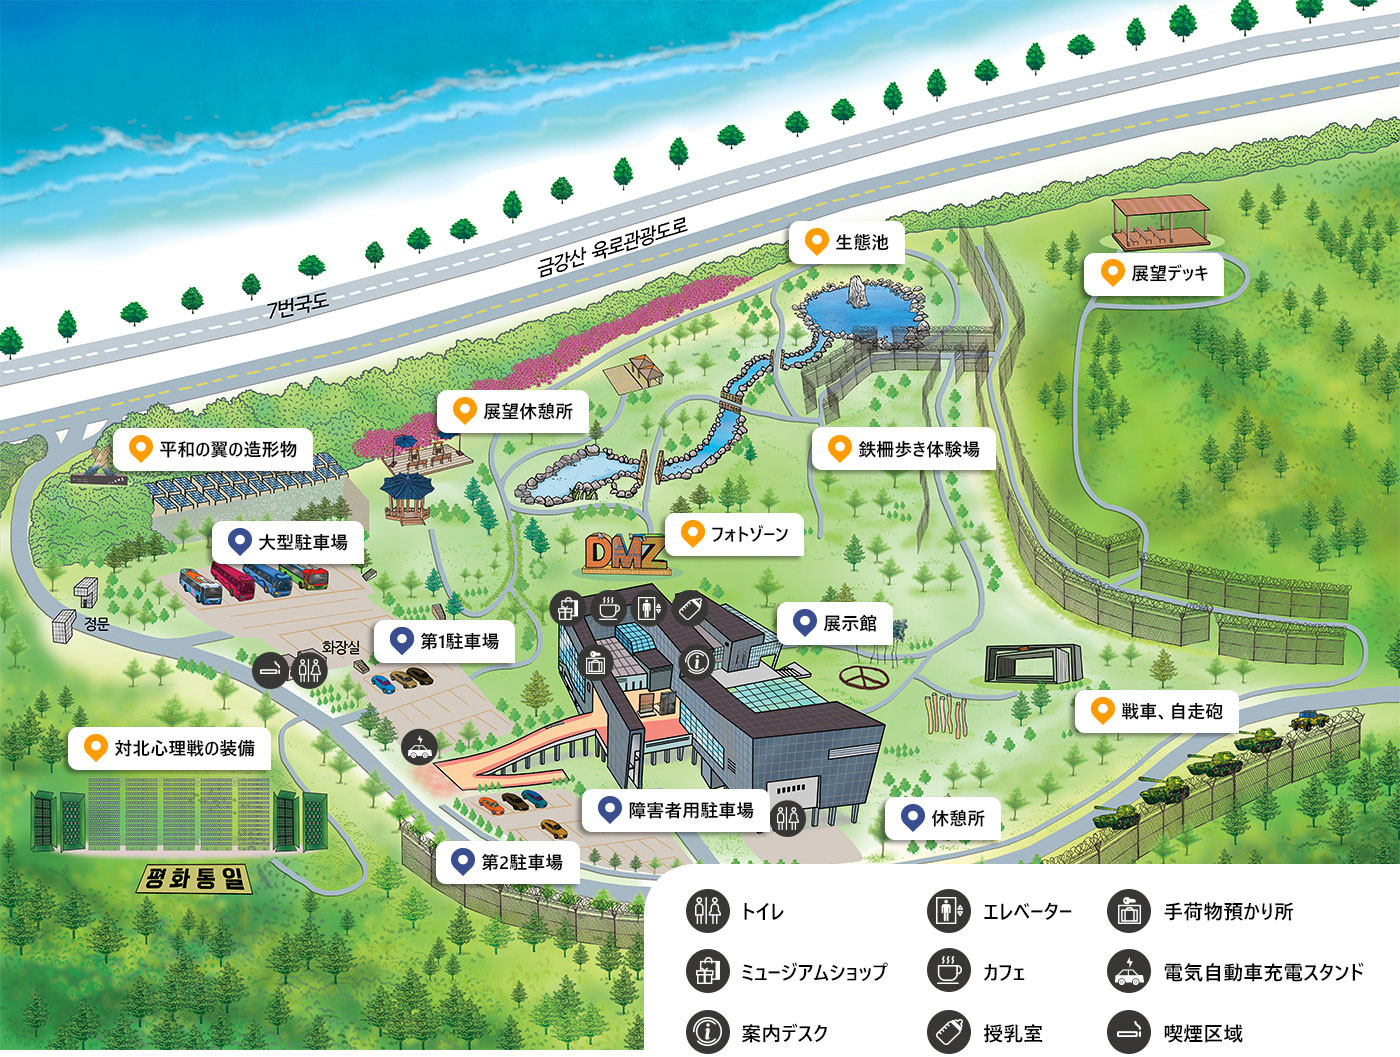 7번국도
금강산 육로관광도로
生態池
展望デッキ
展望休憩所
平和の翼の造形物
鉄柵歩き体験場
大型駐車場
フォトゾーン
DMZ
정문
화장실
第1駐車場
展示館
戦車、自走砲
対北心理戦の装備
障害者用駐車場
休憩所
第2駐車場
평화통일
トイレ
エレベーター
手荷物預かり所
ミュージアムショップ
カフェ
電気自動車充電スタンド
案内デスク
授乳室
喫煙区域